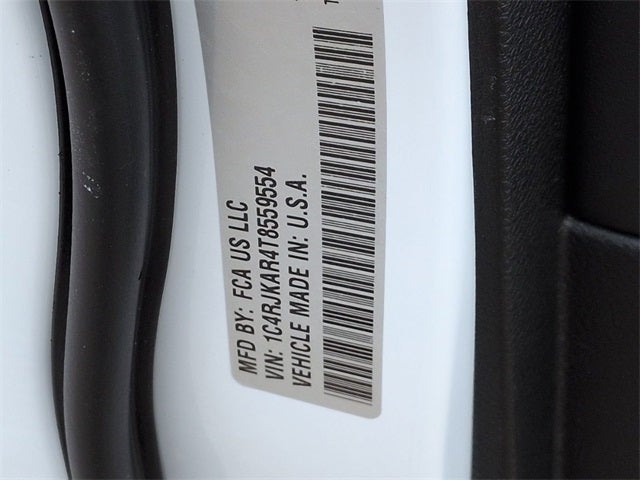 MFD BY: FCA US LLC
VIN: 1C4RJKAR4T8559554
VEHICLE MADE IN: U.S.A.